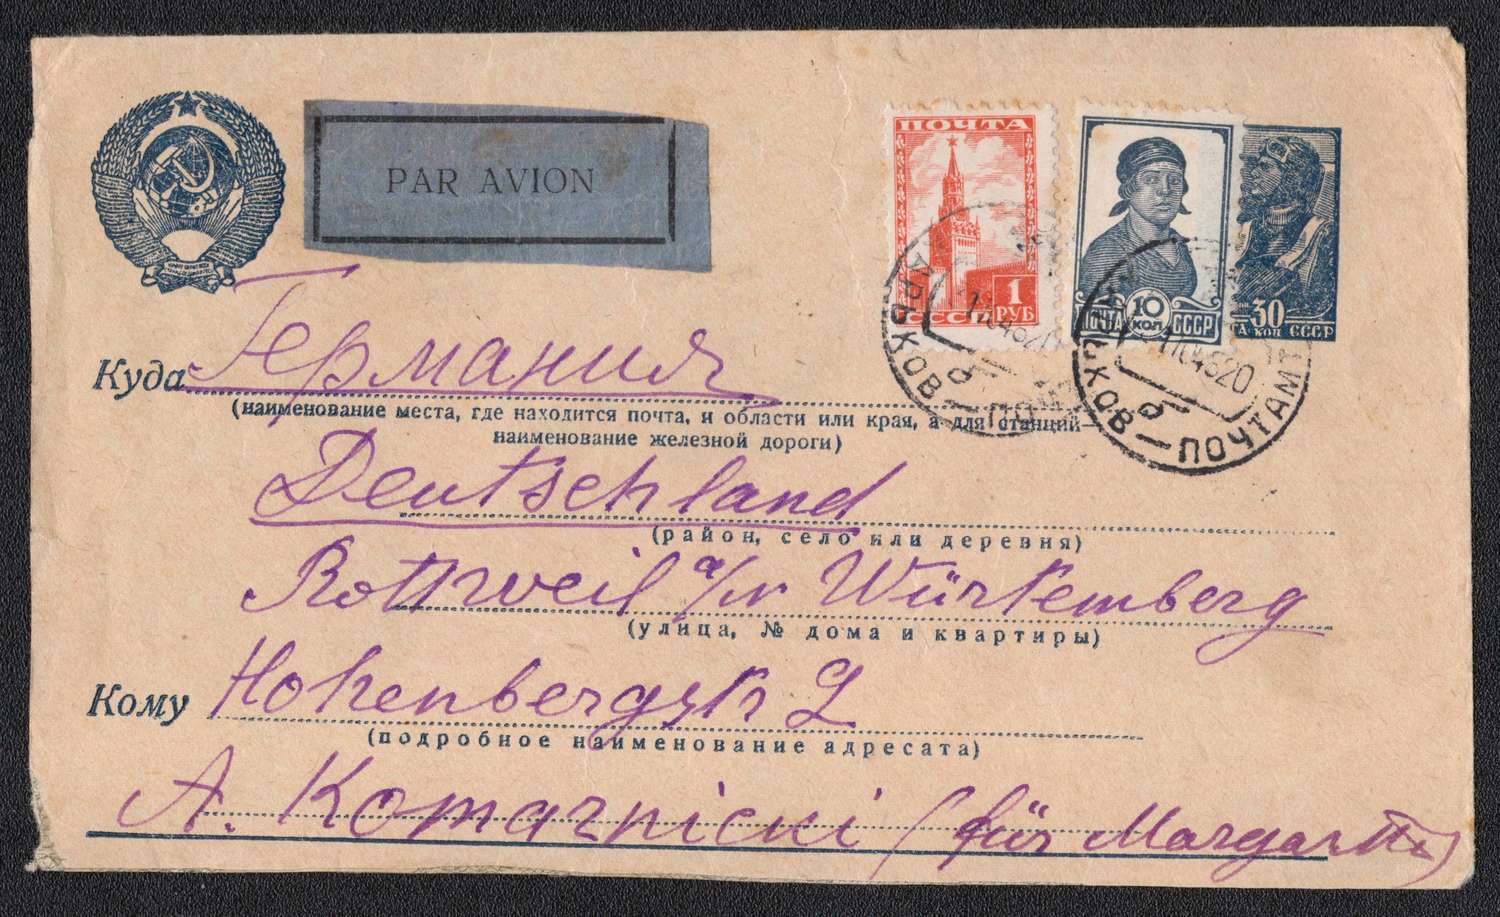 PAR AVION
ПОЧТА
1
РУБ
СССР
10
КОП
ПОЧТА СССР
30
КОП. СССР
ХАРЬКОВ — ПОЧТАМТ
б
Куда Германия
(наименование места, где находится почта, и области или края, а для станций—
наименование железной дороги)
Deutschland
(район, село или деревня)
Rottweil a/N Würtemberg
(улица, № дома и квартиры)
Кому Hohenbergstr 2
(подробное наименование адресата)
A. Komarnicki (für